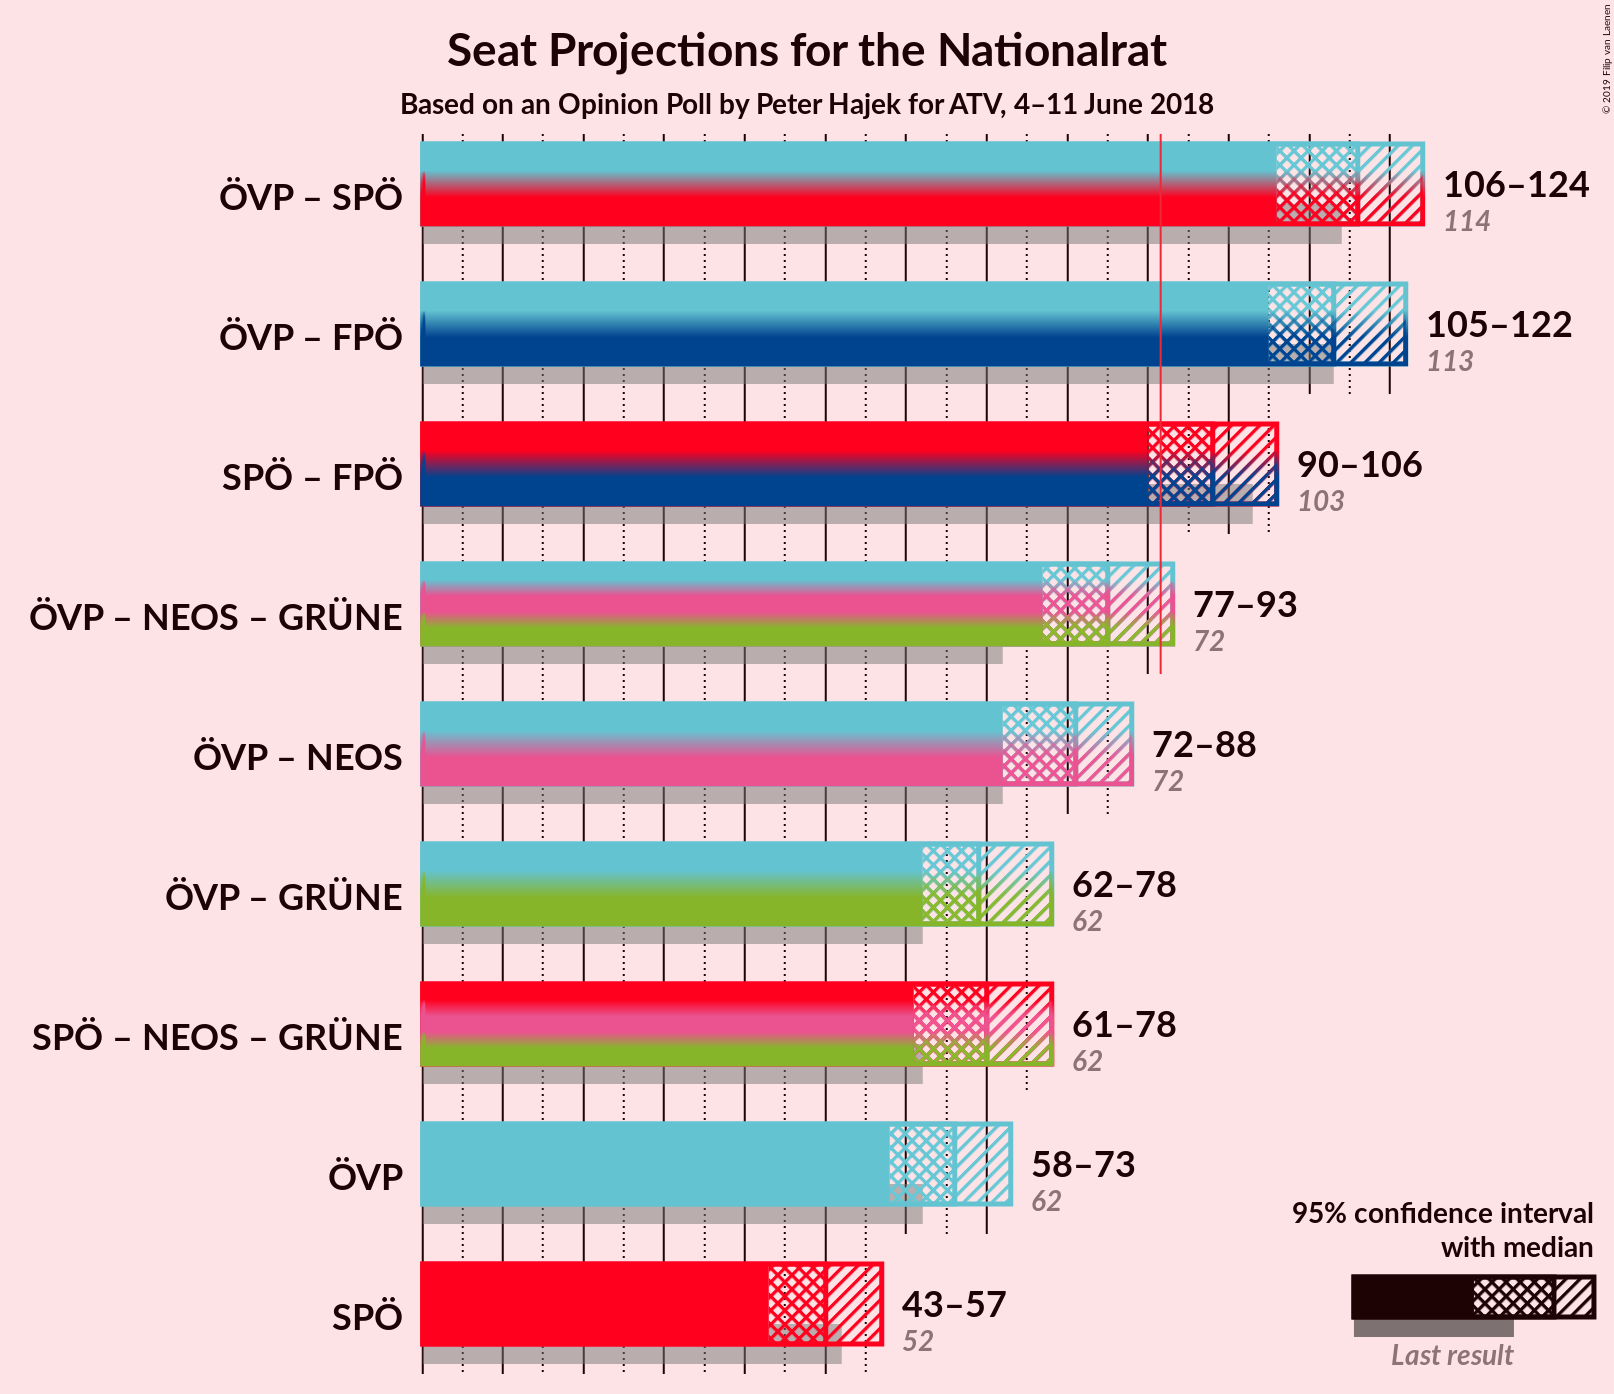 Seat Projections for the Nationalrat
Based on an Opinion Poll by Peter Hajek for ATV, 4–11 June 2018
© 2019 Filip van Laenen
ÖVP – SPÖ
106–124
114
ÖVP – FPÖ
105–122
113
SPÖ – FPÖ
90–106
103
ÖVP – NEOS – GRÜNE
77–93
72
ÖVP – NEOS
72–88
72
ÖVP – GRÜNE
62–78
62
SPÖ – NEOS – GRÜNE
61–78
62
ÖVP
58–73
62
SPÖ
43–57
52
95% confidence interval
with median
Last result